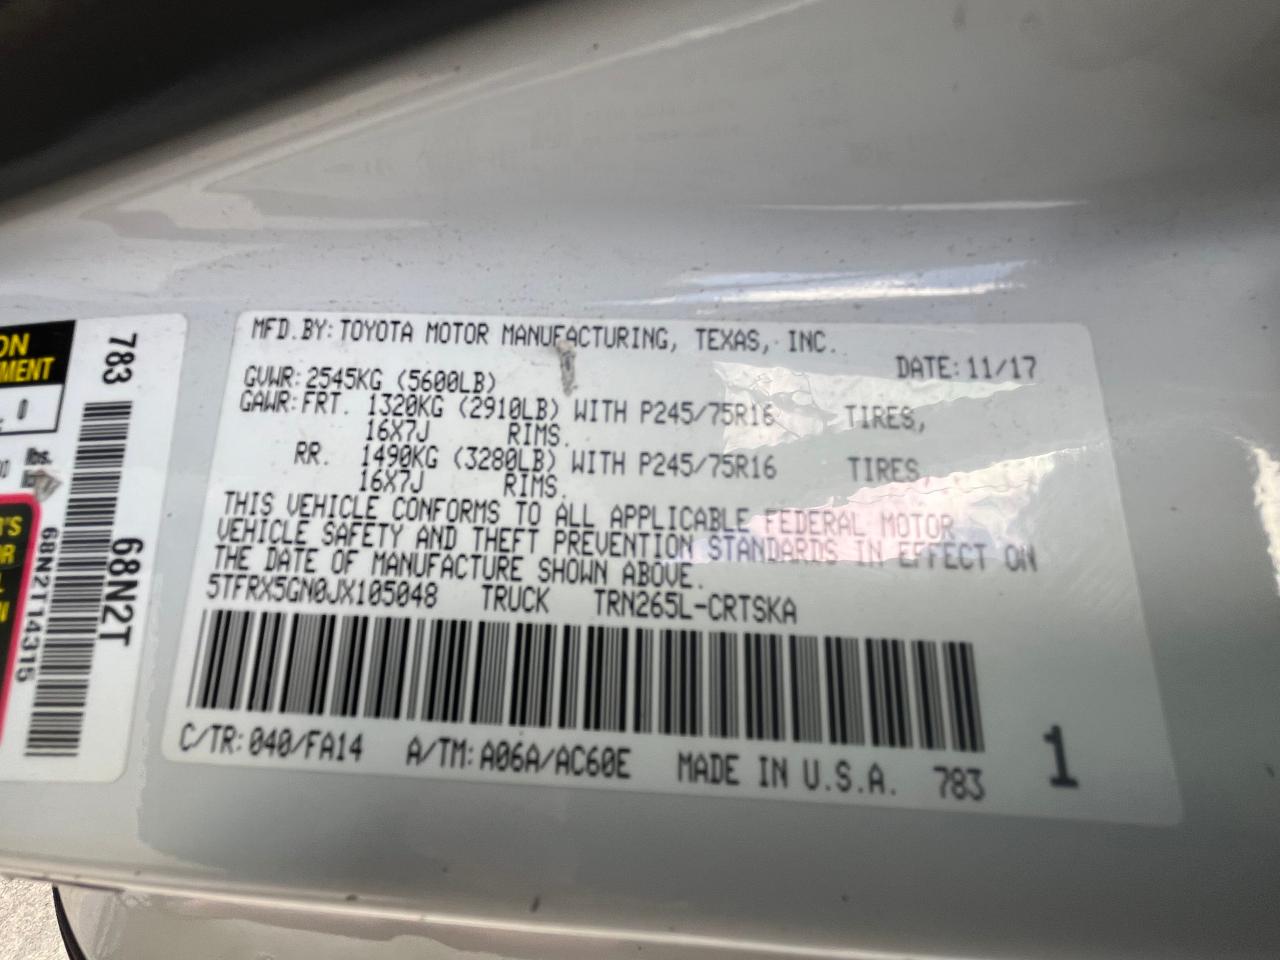 MFD.BY:TOYOTA MOTOR MANUFACTURING, TEXAS, INC.
DATE:11/17
GVWR:2545KG (5600LB)
GAWR:FRT. 1320KG (2910LB) WITH P245/75R16 TIRES,
16X7J RIMS.
RR. 1490KG (3280LB) WITH P245/75R16 TIRES,
16X7J RIMS.
THIS VEHICLE CONFORMS TO ALL APPLICABLE FEDERAL MOTOR
VEHICLE SAFETY AND THEFT PREVENTION STANDARDS IN EFFECT ON
THE DATE OF MANUFACTURE SHOWN ABOVE.
5TFRX5GN0JX105048 TRUCK TRN265L-CRTSKA
C/TR:040/FA14 A/TM:A06A/AC60E MADE IN U.S.A. 783
1
783
68N2T
68N2T14315
ON
MENT
0
lbs.